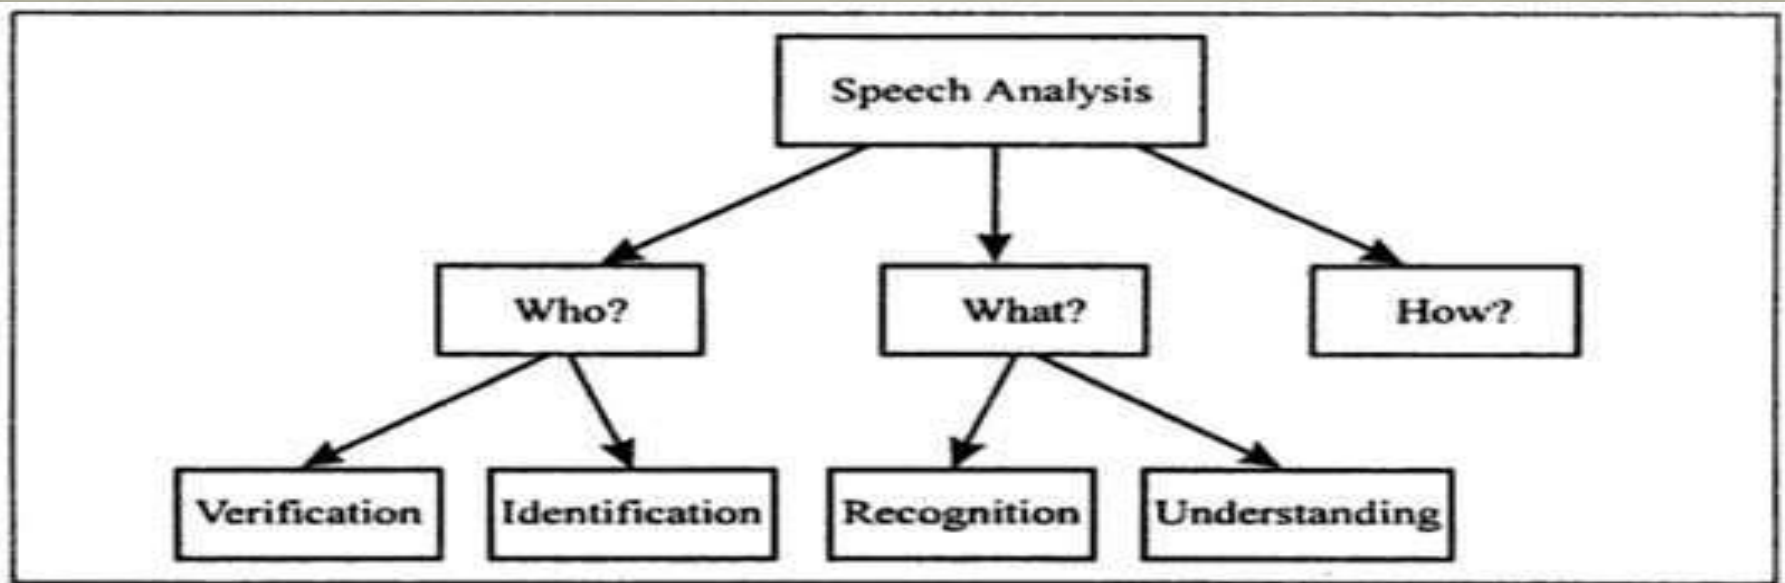 Speech Analysis
Who?
What?
How?
Verification
Identification
Recognition
Understanding